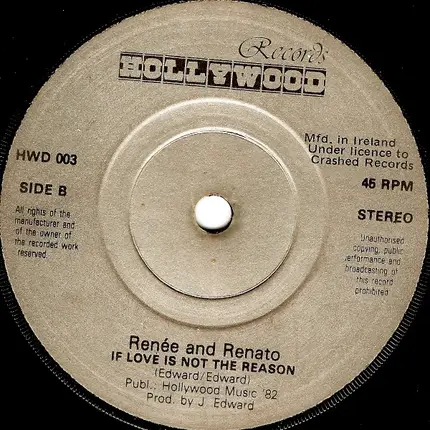 Records
HOLLYWOOD
HWD 003
SIDE B
All rights of the
manufacturer and
of the owner of
the recorded work
reserved
Mfd. in Ireland
Under licence to
Crashed Records
45 RPM
STEREO
Unauthorised
copying, public
performance and
broadcasting of
this record
prohibited
Renée and Renato
IF LOVE IS NOT THE REASON
(Edward/Edward)
Publ.: Hollywood Music '82
Prod. by J. Edward